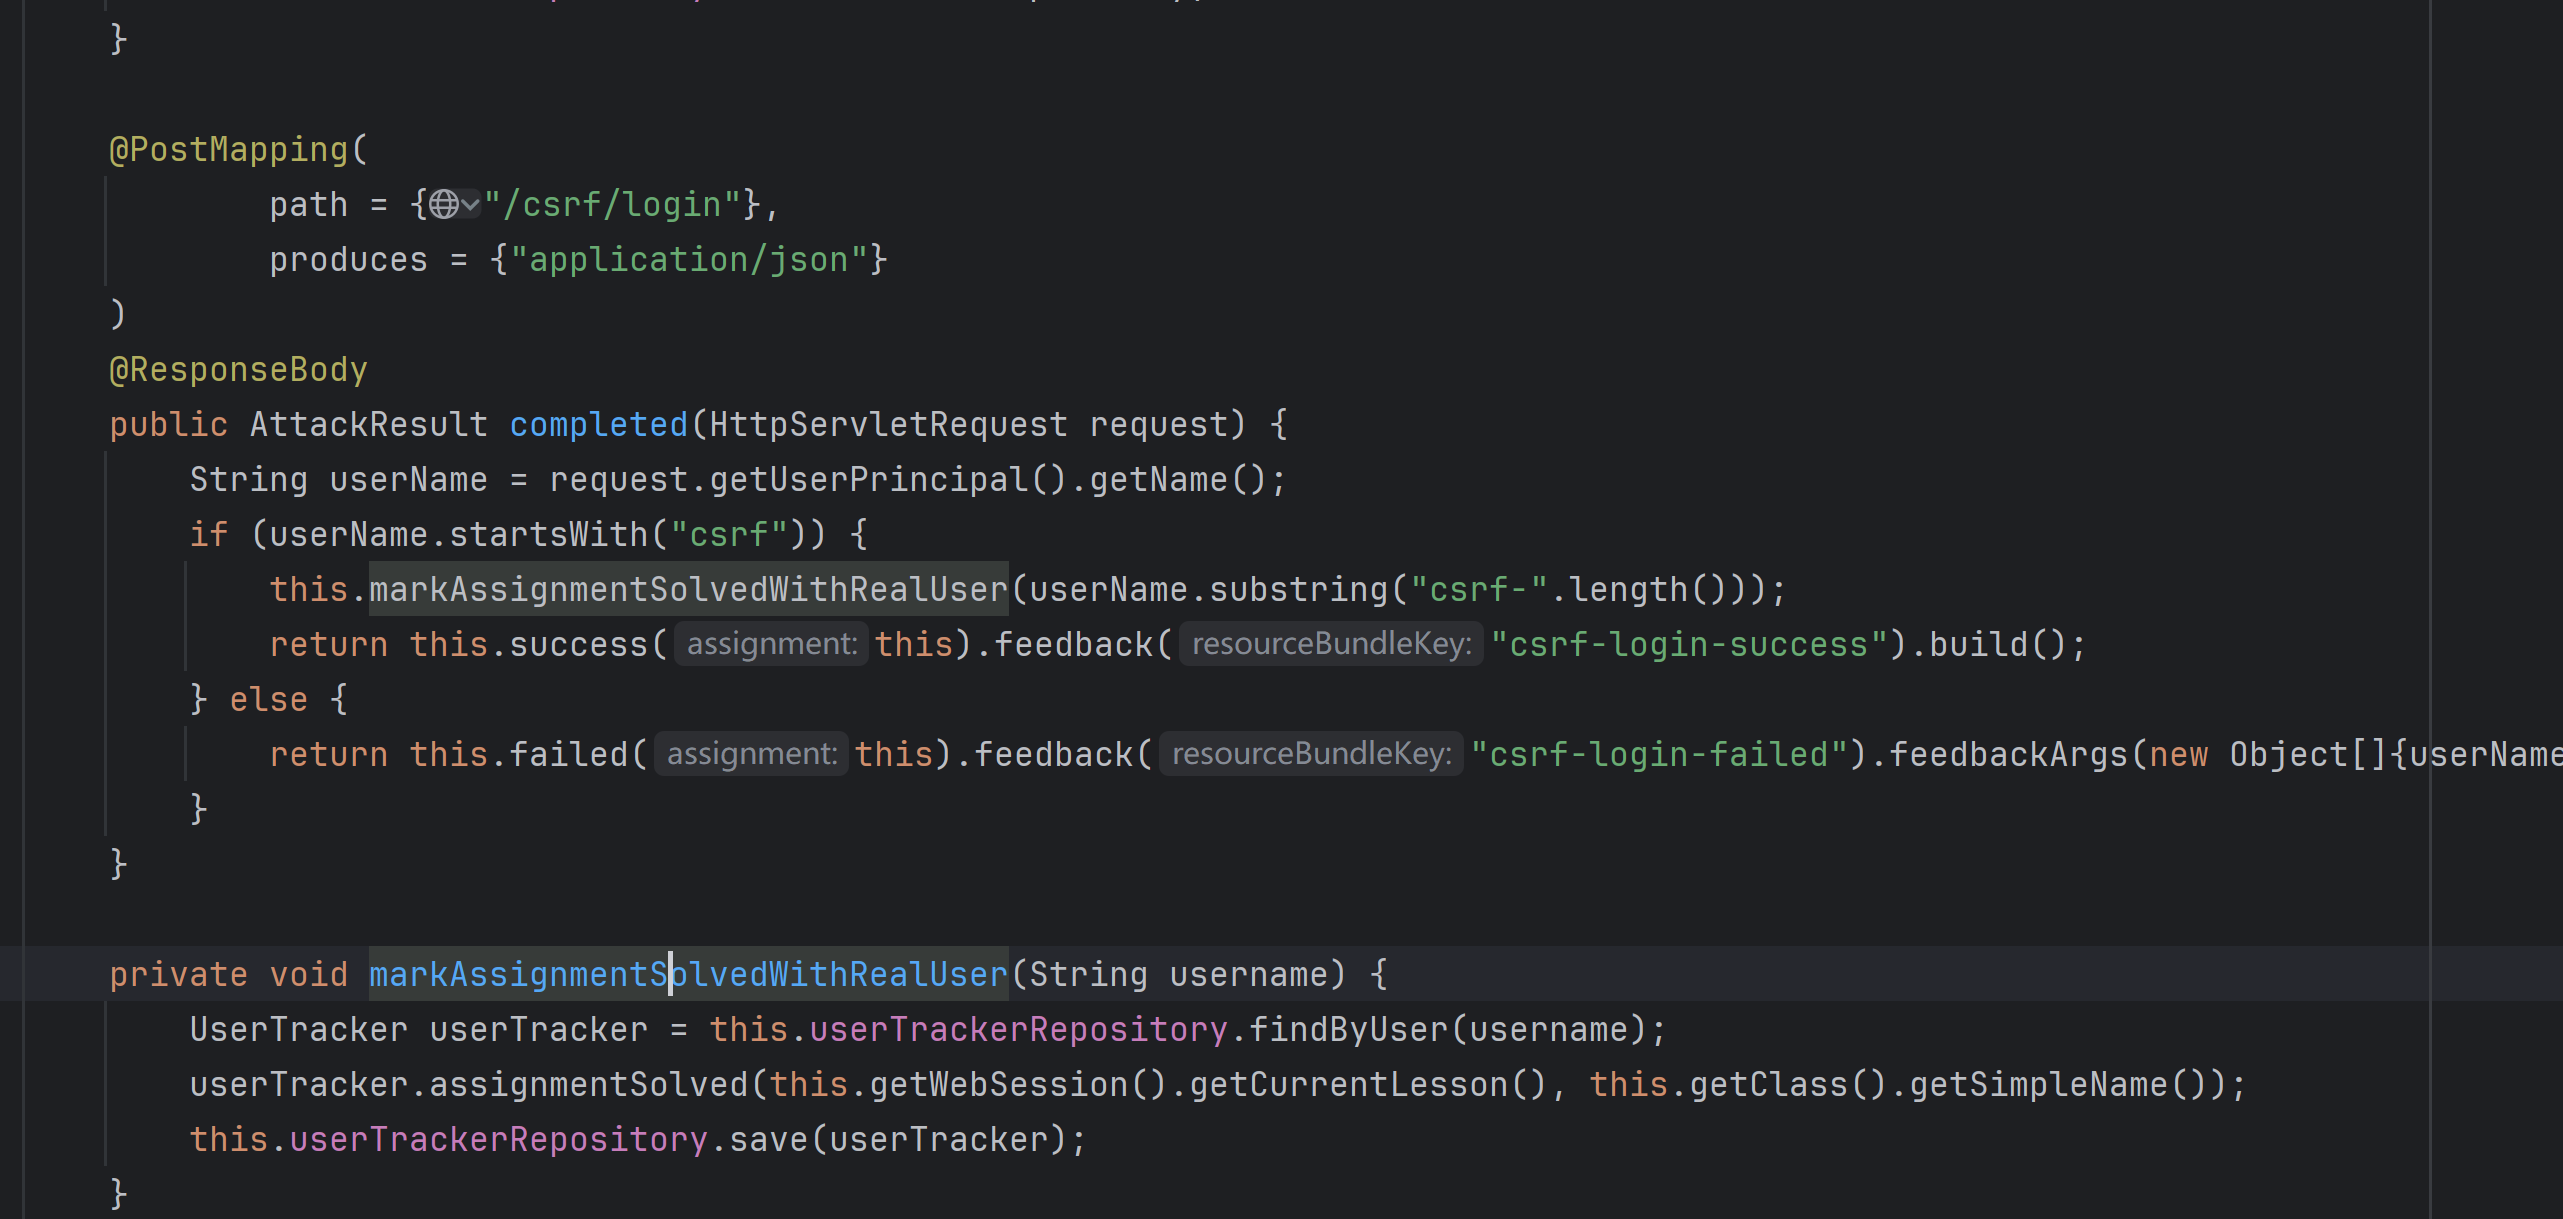 }
@PostMapping(
path = {"/csrf/login"},
produces = {"application/json"}
)
@ResponseBody
public AttackResult completed(HttpServletRequest request) {
String userName = request.getUserPrincipal().getName();
if (userName.startsWith("csrf")) {
this.markAssignmentSolvedWithRealUser(userName.substring("csrf-".length()));
return this.success( assignment: this).feedback( resourceBundleKey: "csrf-login-success").build();
} else {
return this.failed( assignment: this).feedback( resourceBundleKey: "csrf-login-failed").feedbackArgs(new Object[]{userName
}
}
private void markAssignmentSolvedWithRealUser(String username) {
UserTracker userTracker = this.userTrackerRepository.findByUser(username);
userTracker.assignmentSolved(this.getWebSession().getCurrentLesson(), this.getClass().getSimpleName());
this.userTrackerRepository.save(userTracker);
}